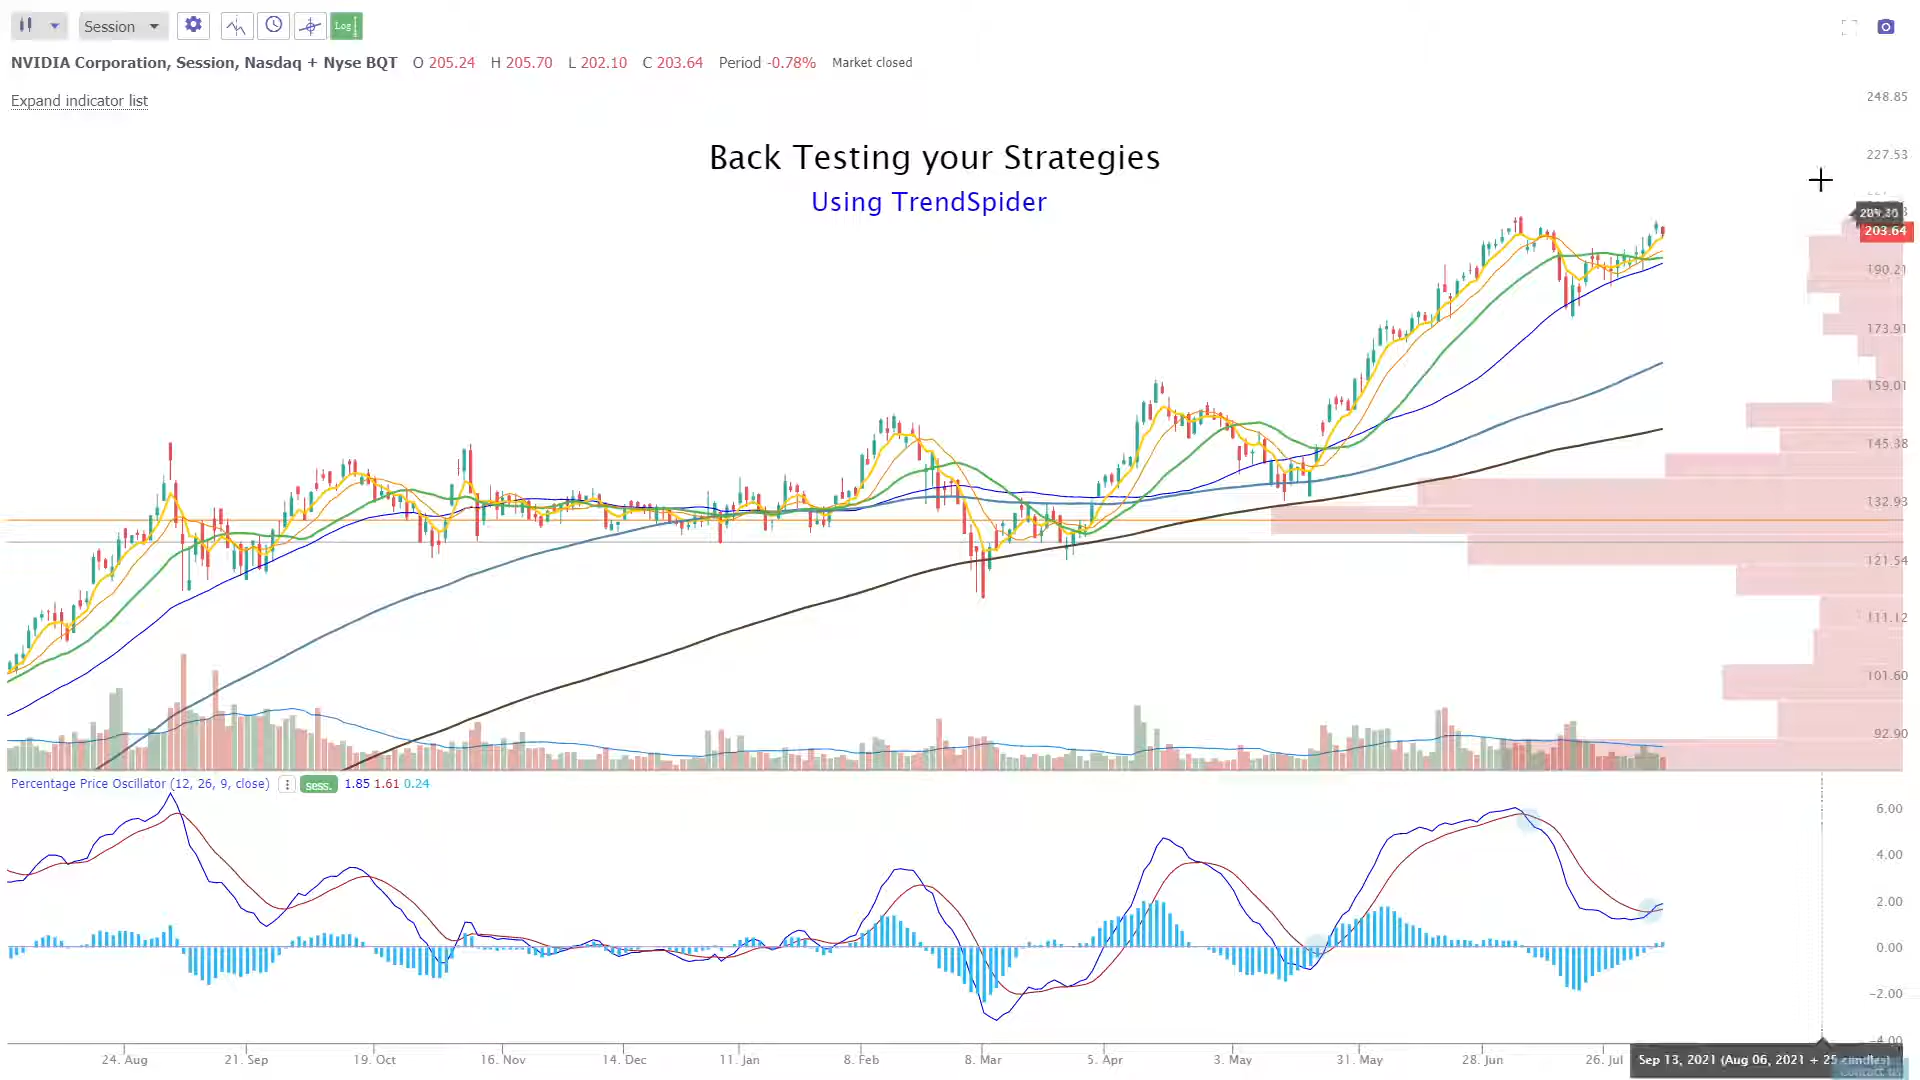 Session
Log
NVIDIA Corporation, Session, Nasdaq + Nyse BQT O 205.24 H 205.70 L 202.10 C 203.64 Period -0.78% Market closed
Expand indicator list
Back Testing your Strategies
Using TrendSpider
248.85
227.53
203.64
190.21
173.91
159.01
145.38
132.93
121.54
111.12
101.60
92.90
Percentage Price Oscillator (12, 26, 9, close) sess. 1.85 1.61 0.24
6.00
4.00
2.00
0.00
-2.00
-4.00
24. Aug 21. Sep 19. Oct 16. Nov 14. Dec 11. Jan 8. Feb 8. Mar 5. Apr 3. May 31. May 28. Jun 26. Jul Sep 13, 2021 (Aug 06, 2021 + 25 candles)
Contact us